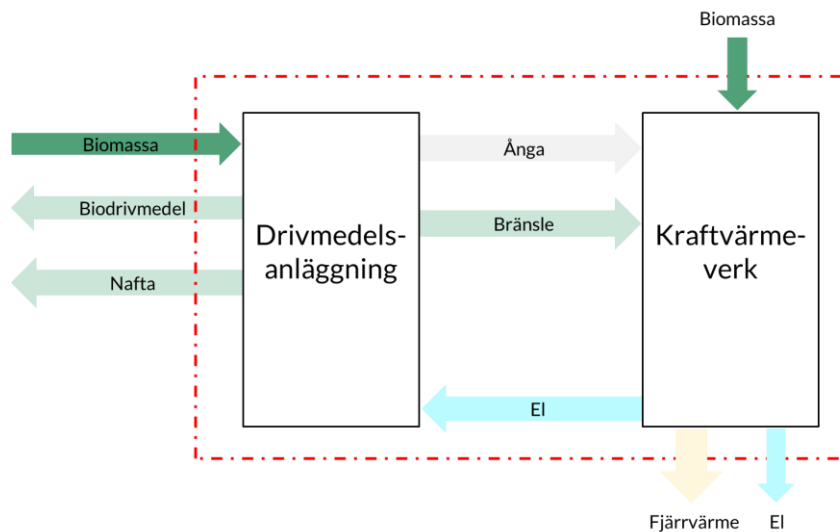 Biomassa
Biomassa
Biodrivmedel
Nafta
Drivmedels-
anläggning
Ånga
Bränsle
El
Kraftvärme-
verk
Fjärrvärme
El